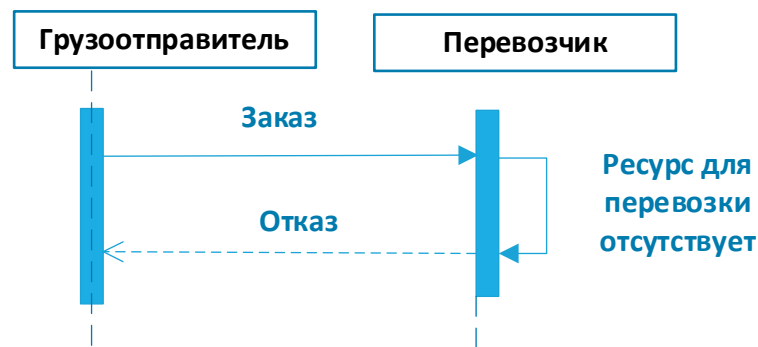 Грузоотправитель
Перевозчик
Заказ
Ресурс для
перевозки
отсутствует
Отказ